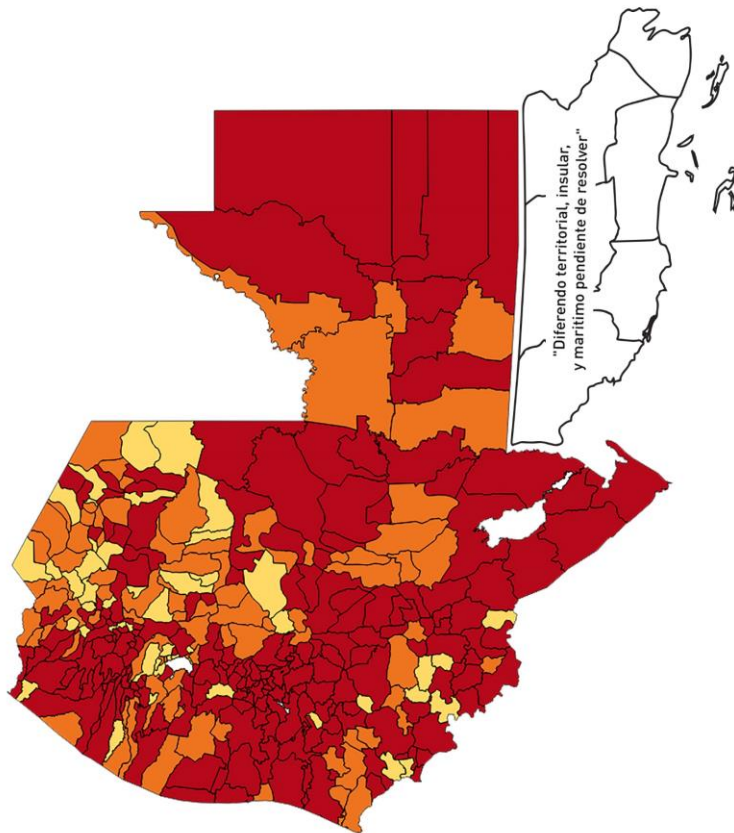 "Diferendo territorial, insular,
y marítimo pendiente de resolver"